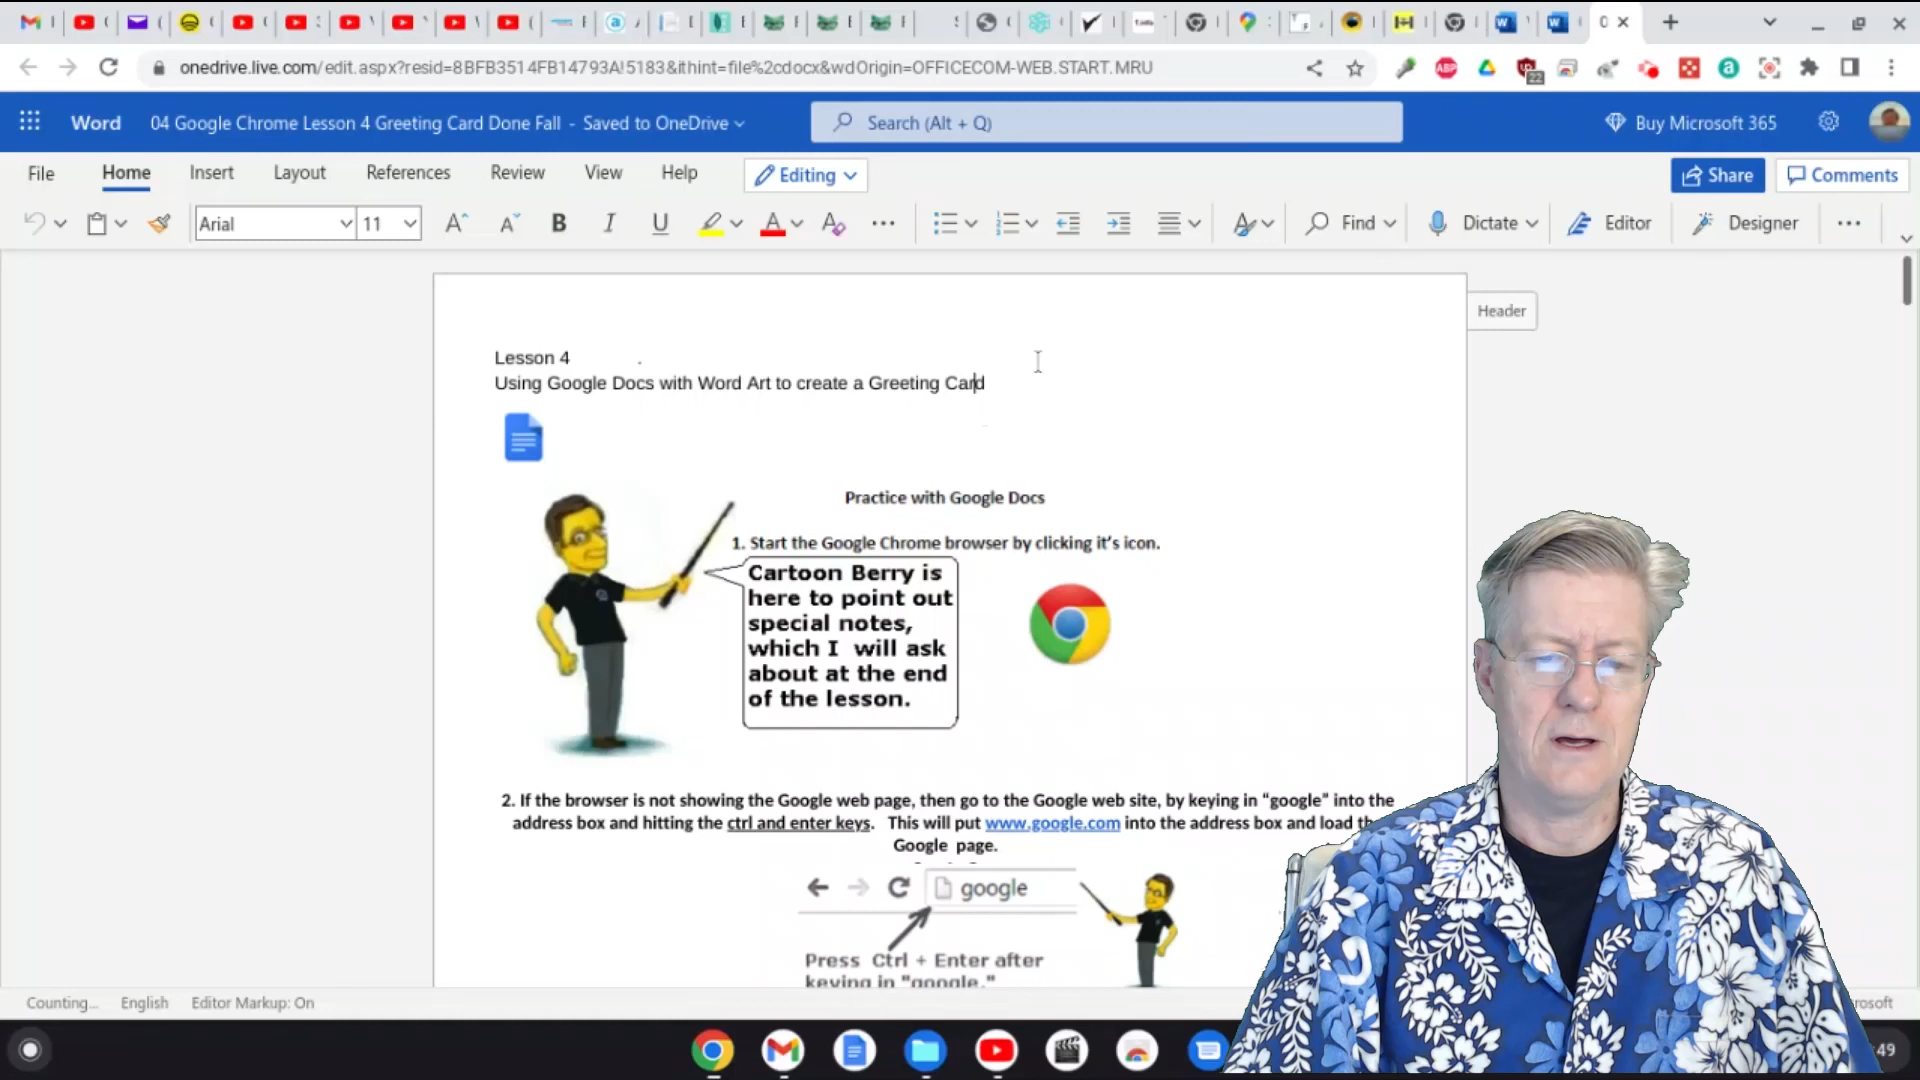 onedrive.live.com/edit.aspx?resid=8BFB3514FB14793A!5183&ithint=file%2cdocx&wdOrigin=OFFICECOM-WEB.START.MRU
ABP
22
Word 04 Google Chrome Lesson 4 Greeting Card Done Fall - Saved to OneDrive
Search (Alt + Q)
Buy Microsoft 365
File Home Insert Layout References Review View Help Editing
Share Comments
Arial 11 B I U A Find Dictate Editor Designer
Header
Lesson 4 .
Using Google Docs with Word Art to create a Greeting Card
Practice with Google Docs
1. Start the Google Chrome browser by clicking it's icon.
Cartoon Berry is
here to point out
special notes,
which I will ask
about at the end
of the lesson.
2. If the browser is not showing the Google web page, then go to the Google web site, by keying in "google" into the
address box and hitting the ctrl and enter keys. This will put www.google.com into the address box and load
Google page.
google
Press Ctrl + Enter after
keying in "google."
Counting... English Editor Markup: On
49